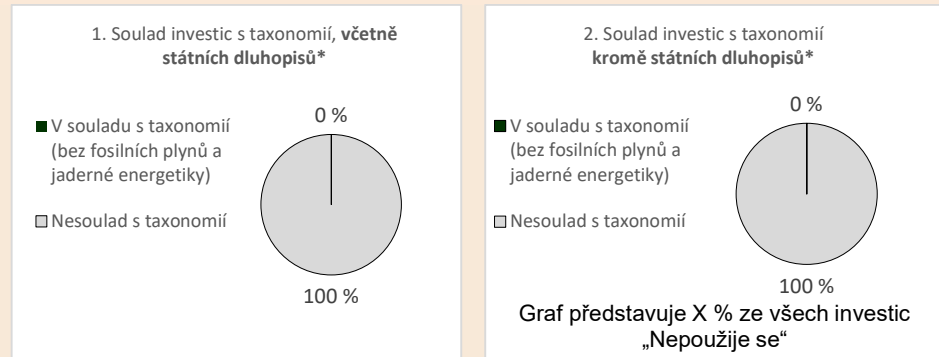 1. Soulad investic s taxonomií, včetně
státních dluhopisů*
V souladu s taxonomií
(bez fosilních plynů a
jaderné energetiky)
Nesoulad s taxonomií
0 %
100 %
2. Soulad investic s taxonomií
kromě státních dluhopisů*
V souladu s taxonomií
(bez fosilních plynů a
jaderné energetiky)
Nesoulad s taxonomií
0 %
100 %
Graf představuje X % ze všech investic
„Nepoužije se“